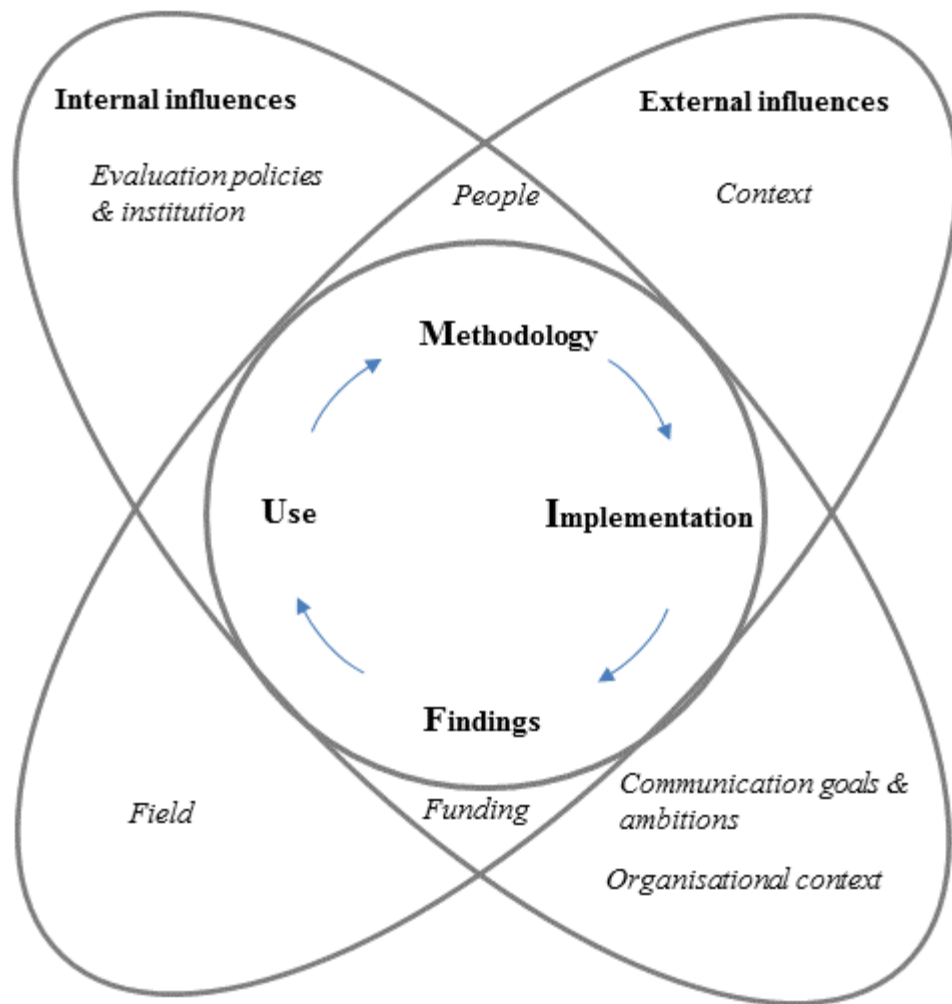 Internal influences
External influences
Evaluation policies
& institution
People
Context
Methodology
Use
Implementation
Findings
Field
Funding
Communication goals &
ambitions
Organisational context